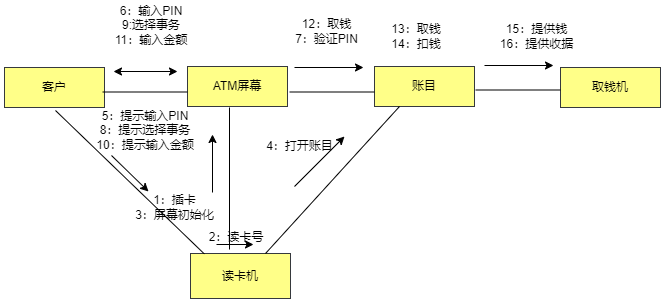 6：输入PIN
9:选择事务
11：输入金额
12：取钱
7：验证PIN
13：取钱
14：扣钱
15：提供钱
16：提供收据
客户
ATM屏幕
账目
取钱机
5：提示输入PIN
8：提示选择事务
10：提示输入金额
4：打开账目
1：插卡
3：屏幕初始化
2：读卡号
读卡机